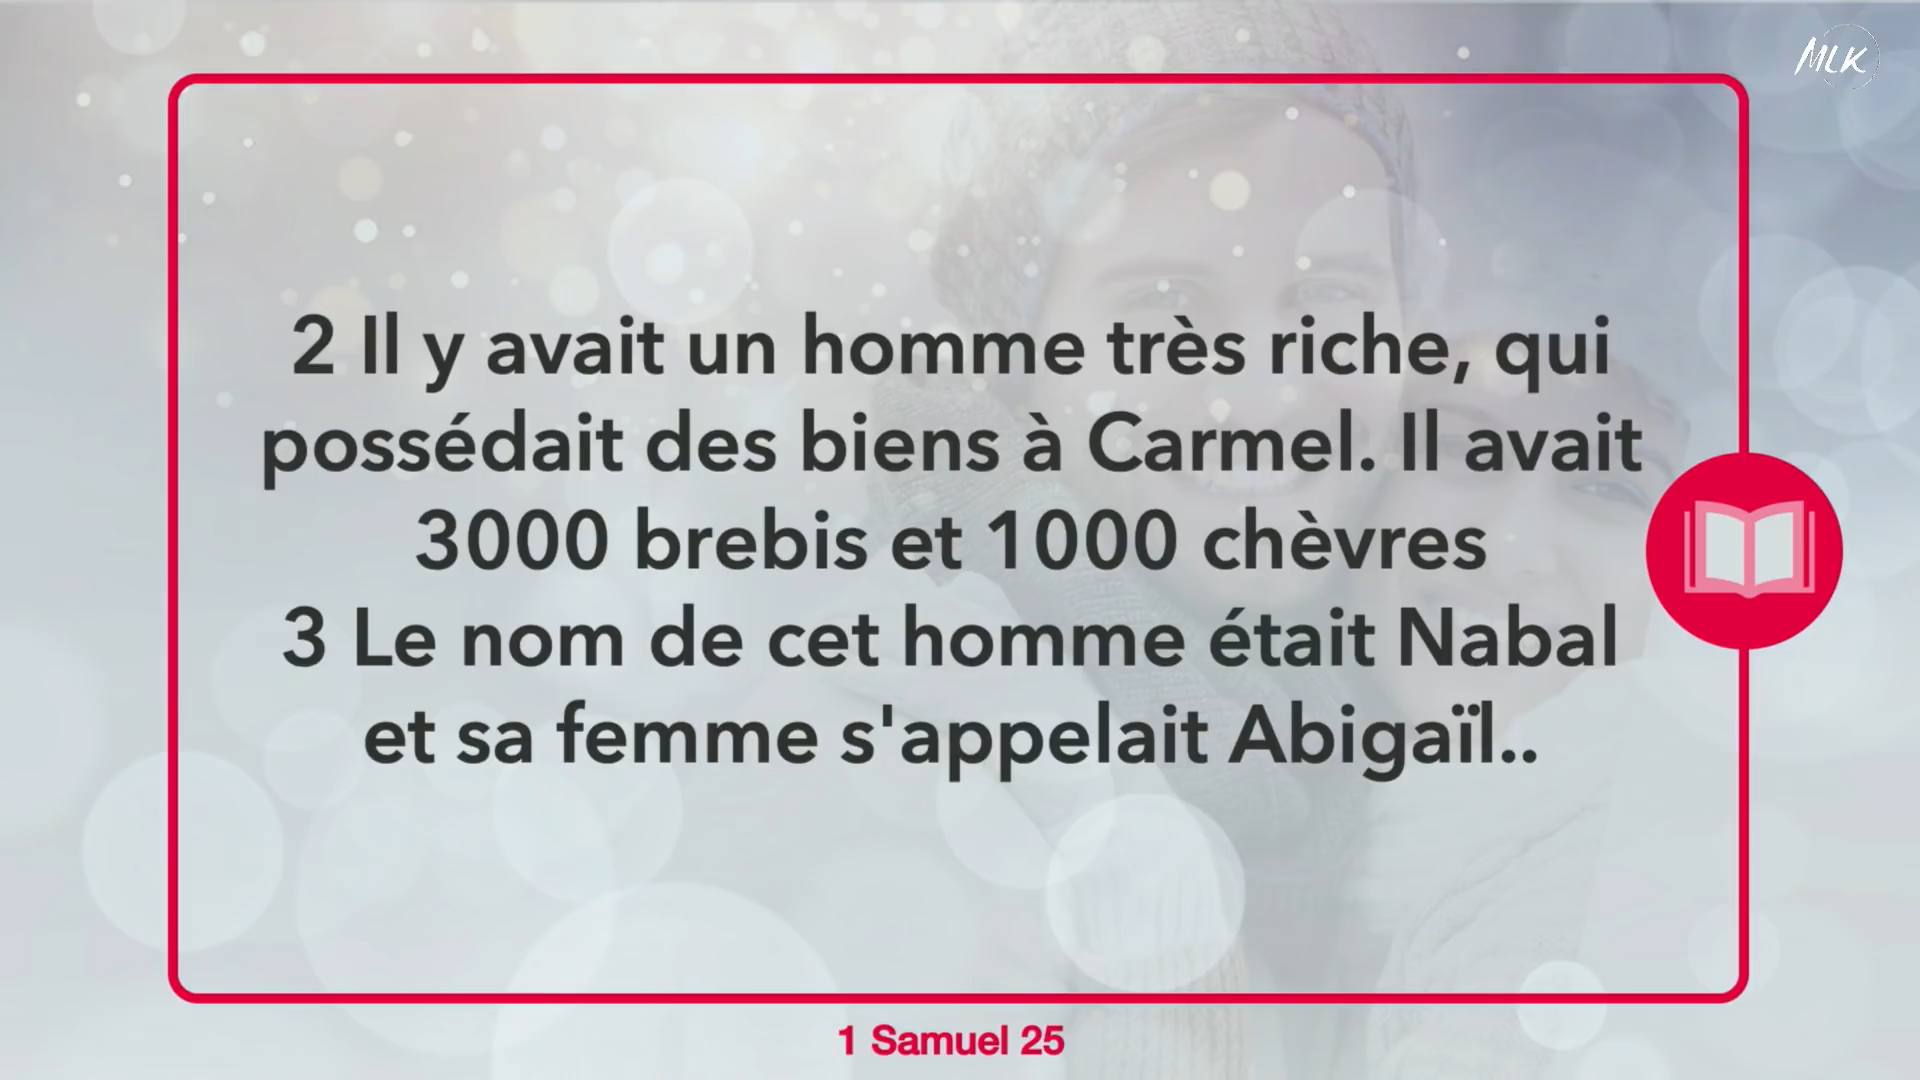 MLK
2 Il y avait un homme très riche, qui
possédait des biens à Carmel. Il avait
3000 brebis et 1000 chèvres
3 Le nom de cet homme était Nabal
et sa femme s'appelait Abigaïl..
1 Samuel 25